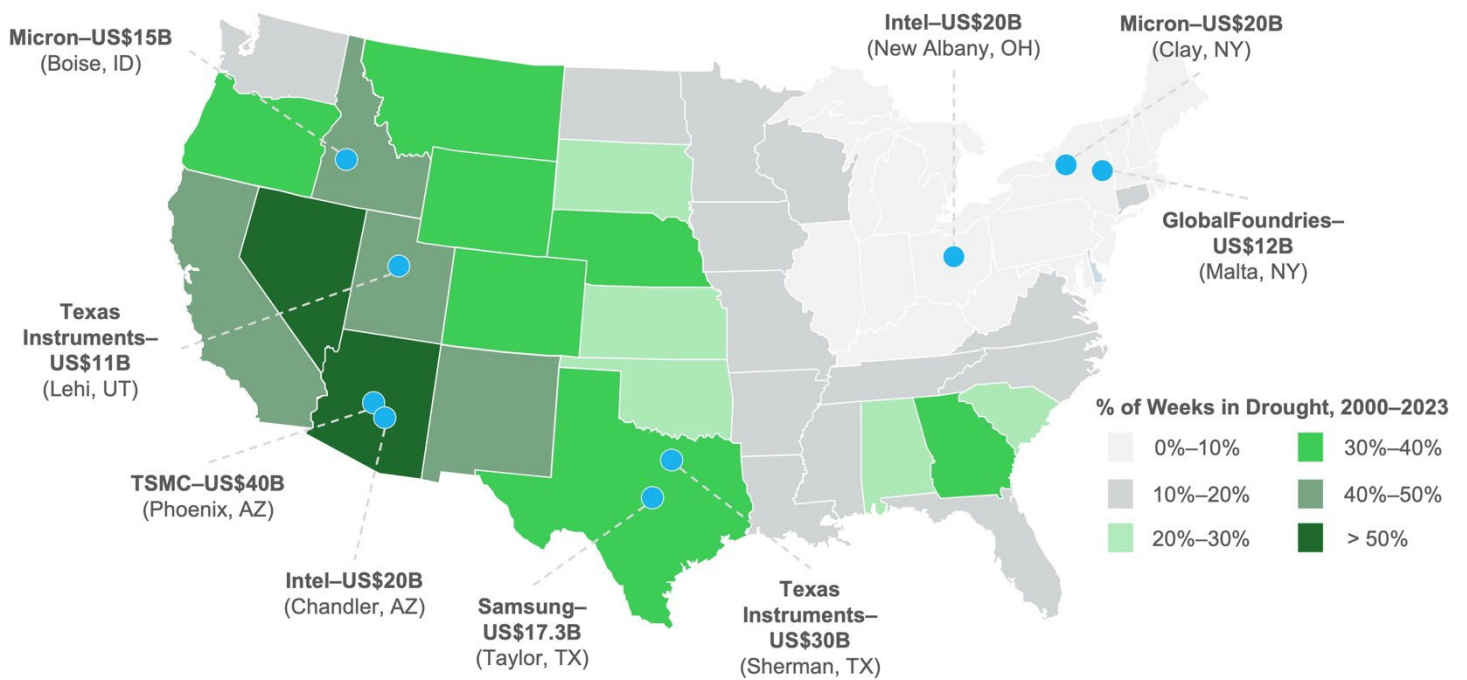 Micron–US$15B
(Boise, ID)
Intel–US$20B
(New Albany, OH)
Micron–US$20B
(Clay, NY)
GlobalFoundries–
US$12B
(Malta, NY)
Texas
Instruments–
US$11B
(Lehi, UT)
TSMC–US$40B
(Phoenix, AZ)
Intel–US$20B
(Chandler, AZ)
Samsung–
US$17.3B
(Taylor, TX)
Texas
Instruments–
US$30B
(Sherman, TX)
% of Weeks in Drought, 2000–2023
0%–10%
10%–20%
20%–30%
30%–40%
40%–50%
> 50%